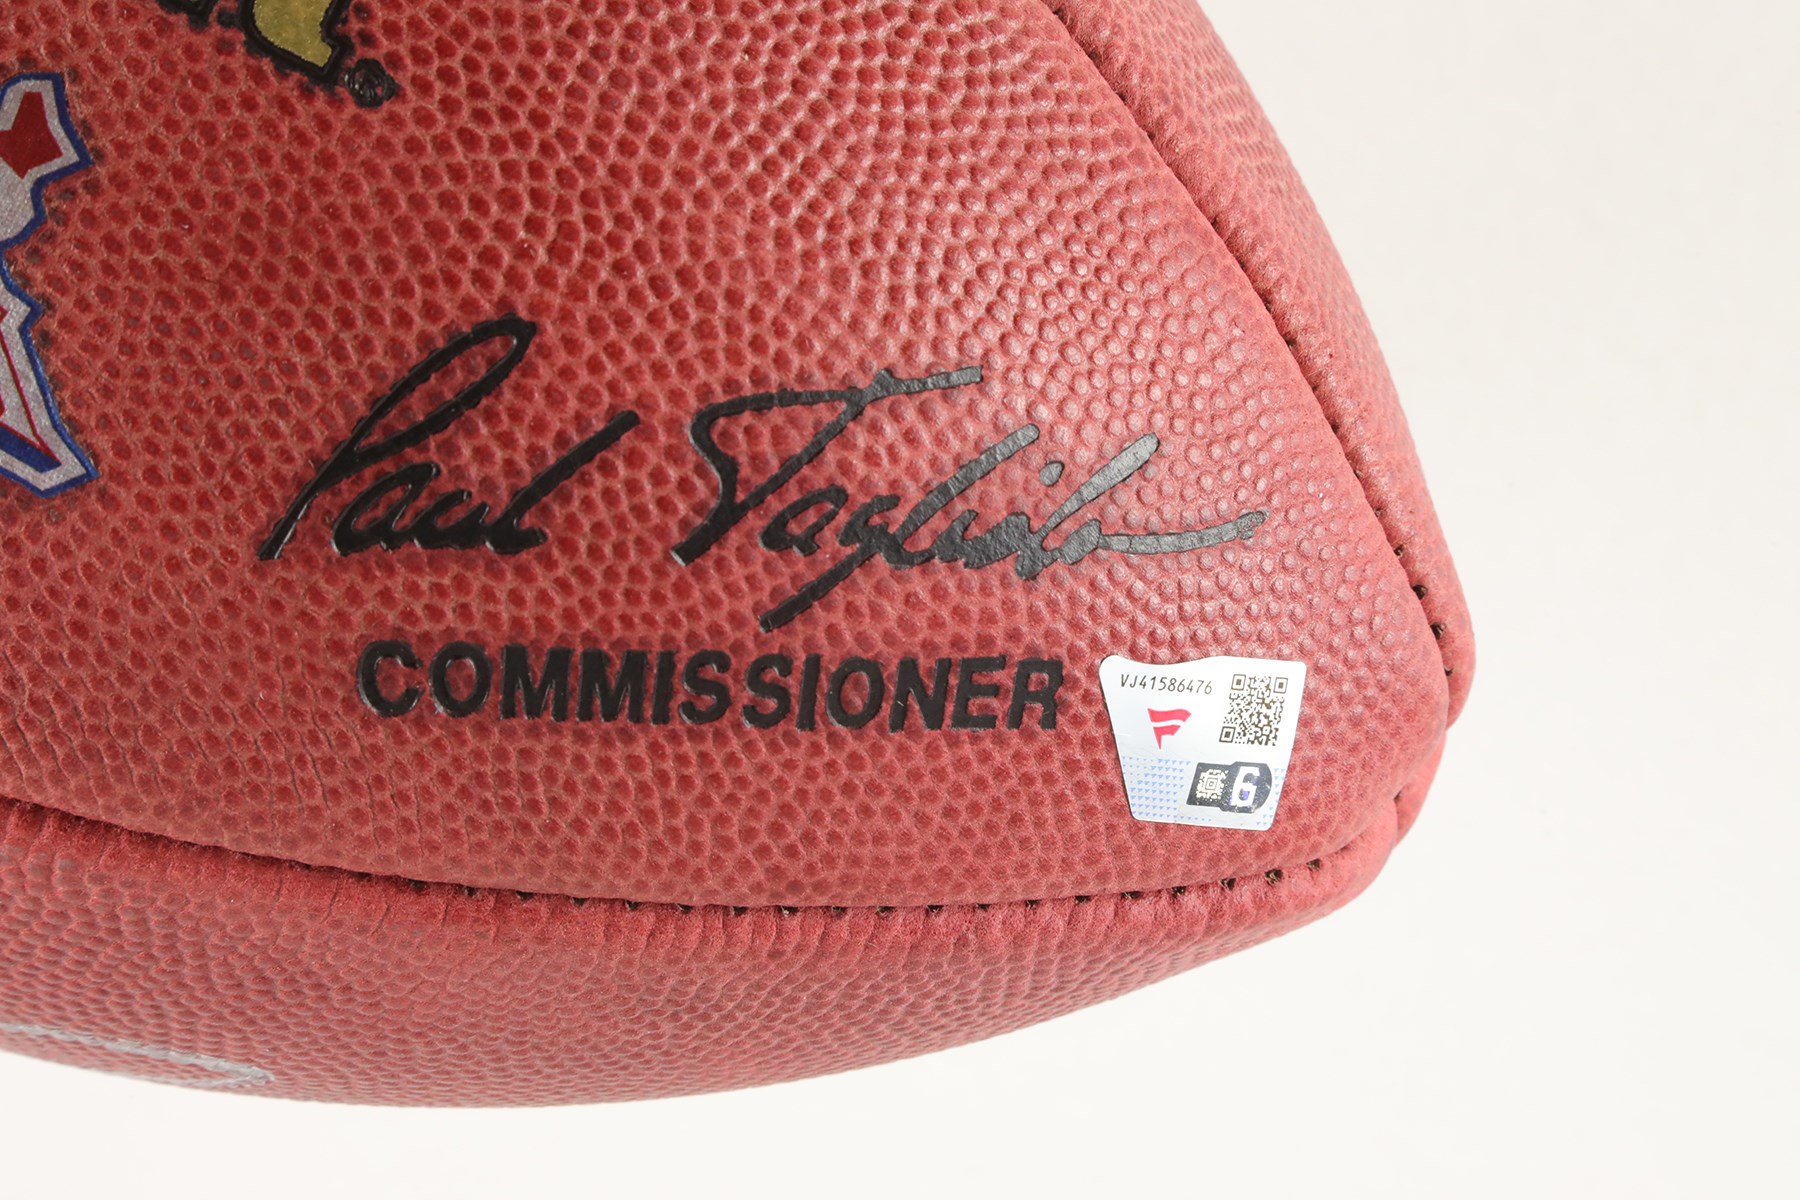 Paul Tagliabue
COMMISSIONER
VJ41586476
6